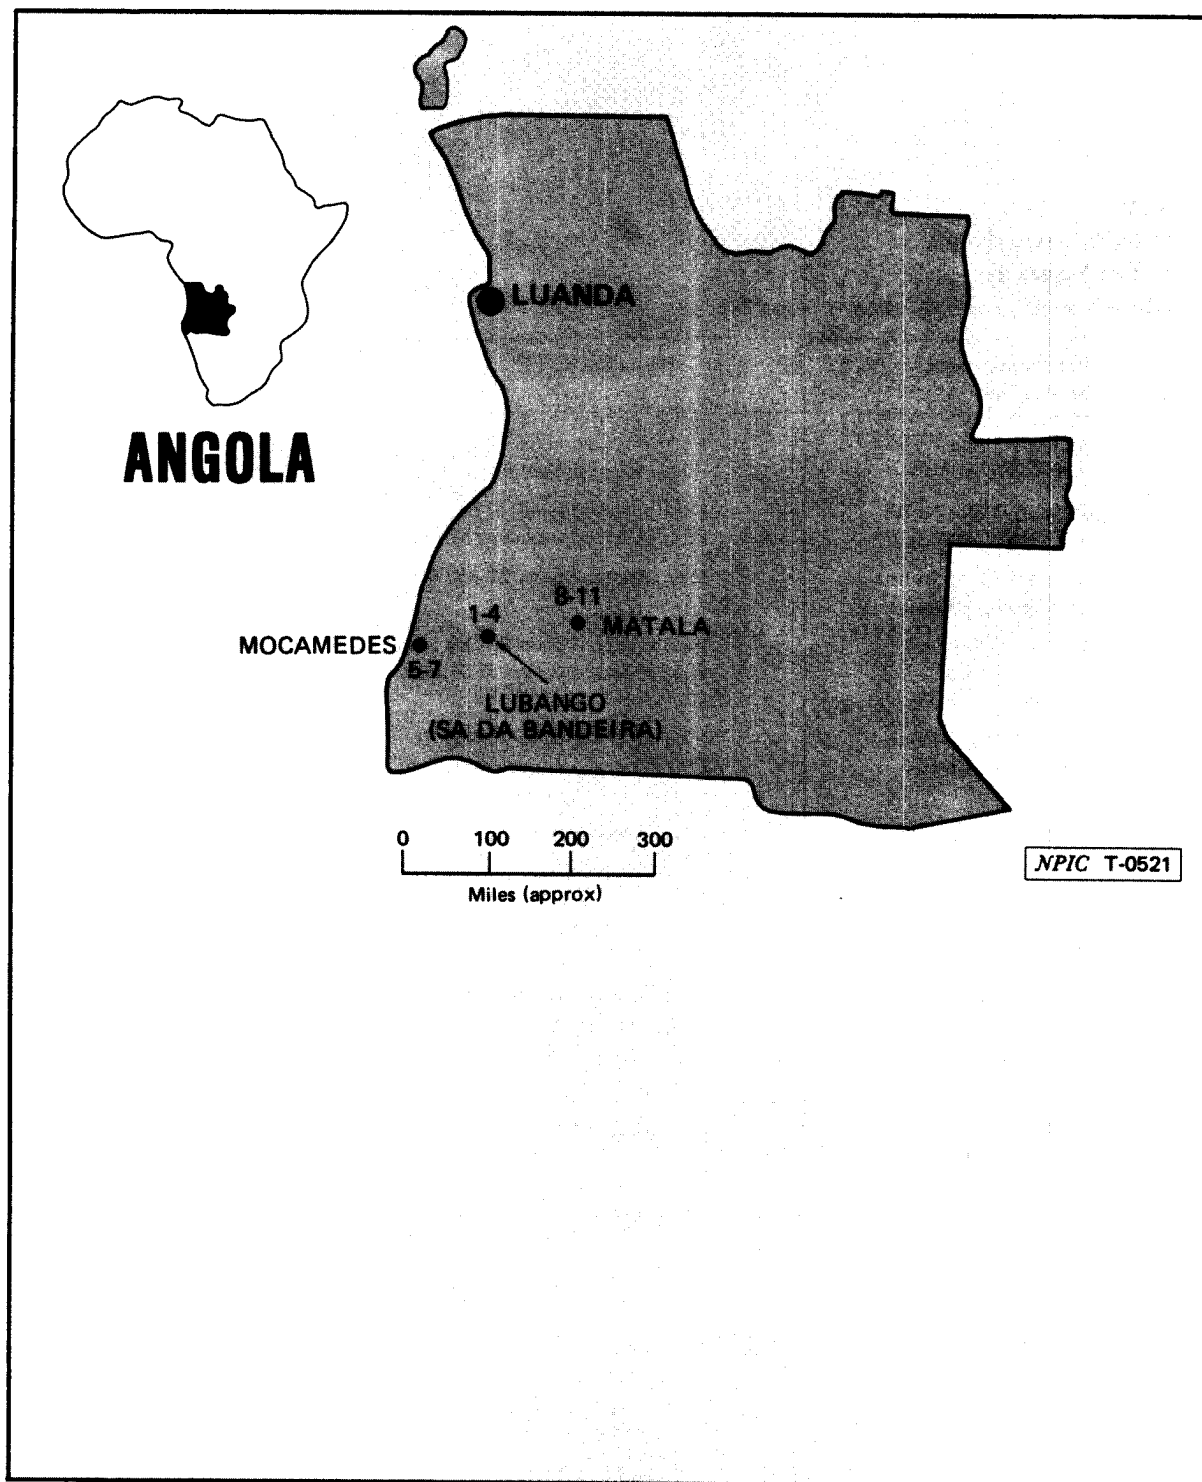 LUANDA
ANGOLA
8-11
1-4
MATALA
MOCAMEDES
5-7
LUBANGO
(SA DA BANDEIRA)
0 100 200 300
Miles (approx)
NPIC T-0521